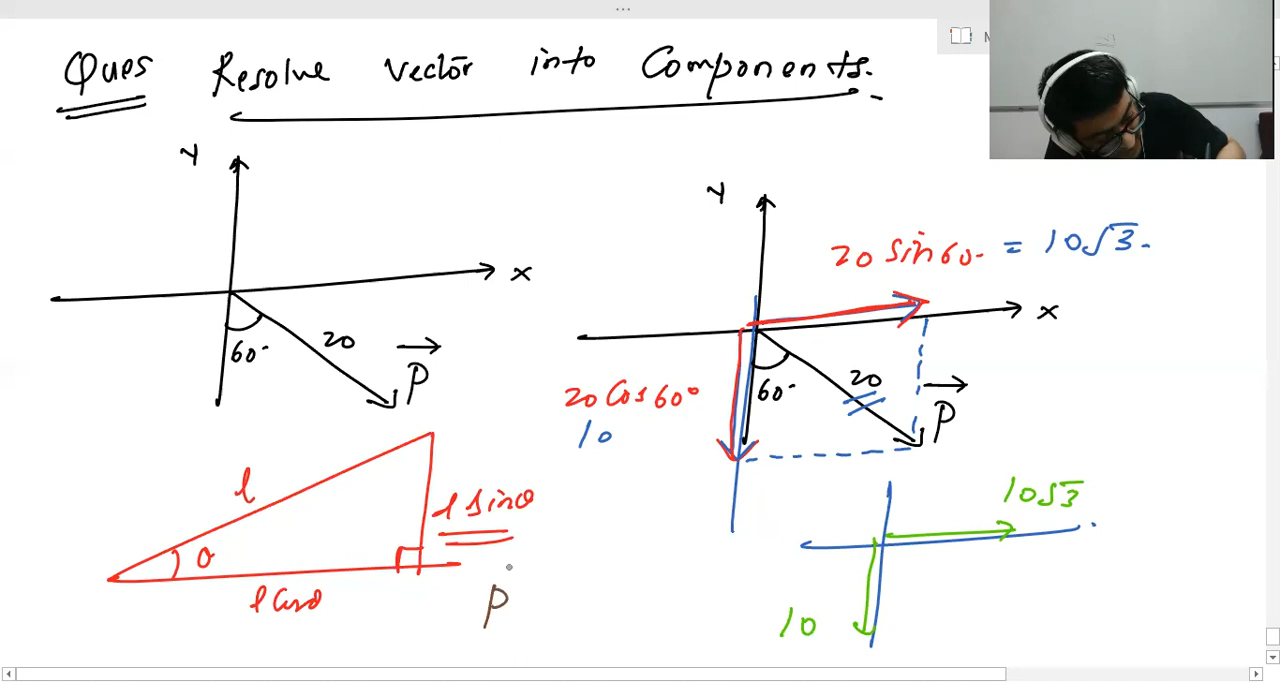 Ques Resolve vector into Components.
Y
Y
20 sin60° = 10√3.
X
X
60°
20
P
20 Cos 60°
10
60°
20
P
l
l sinθ
θ
l Cosθ
P
10√3
10